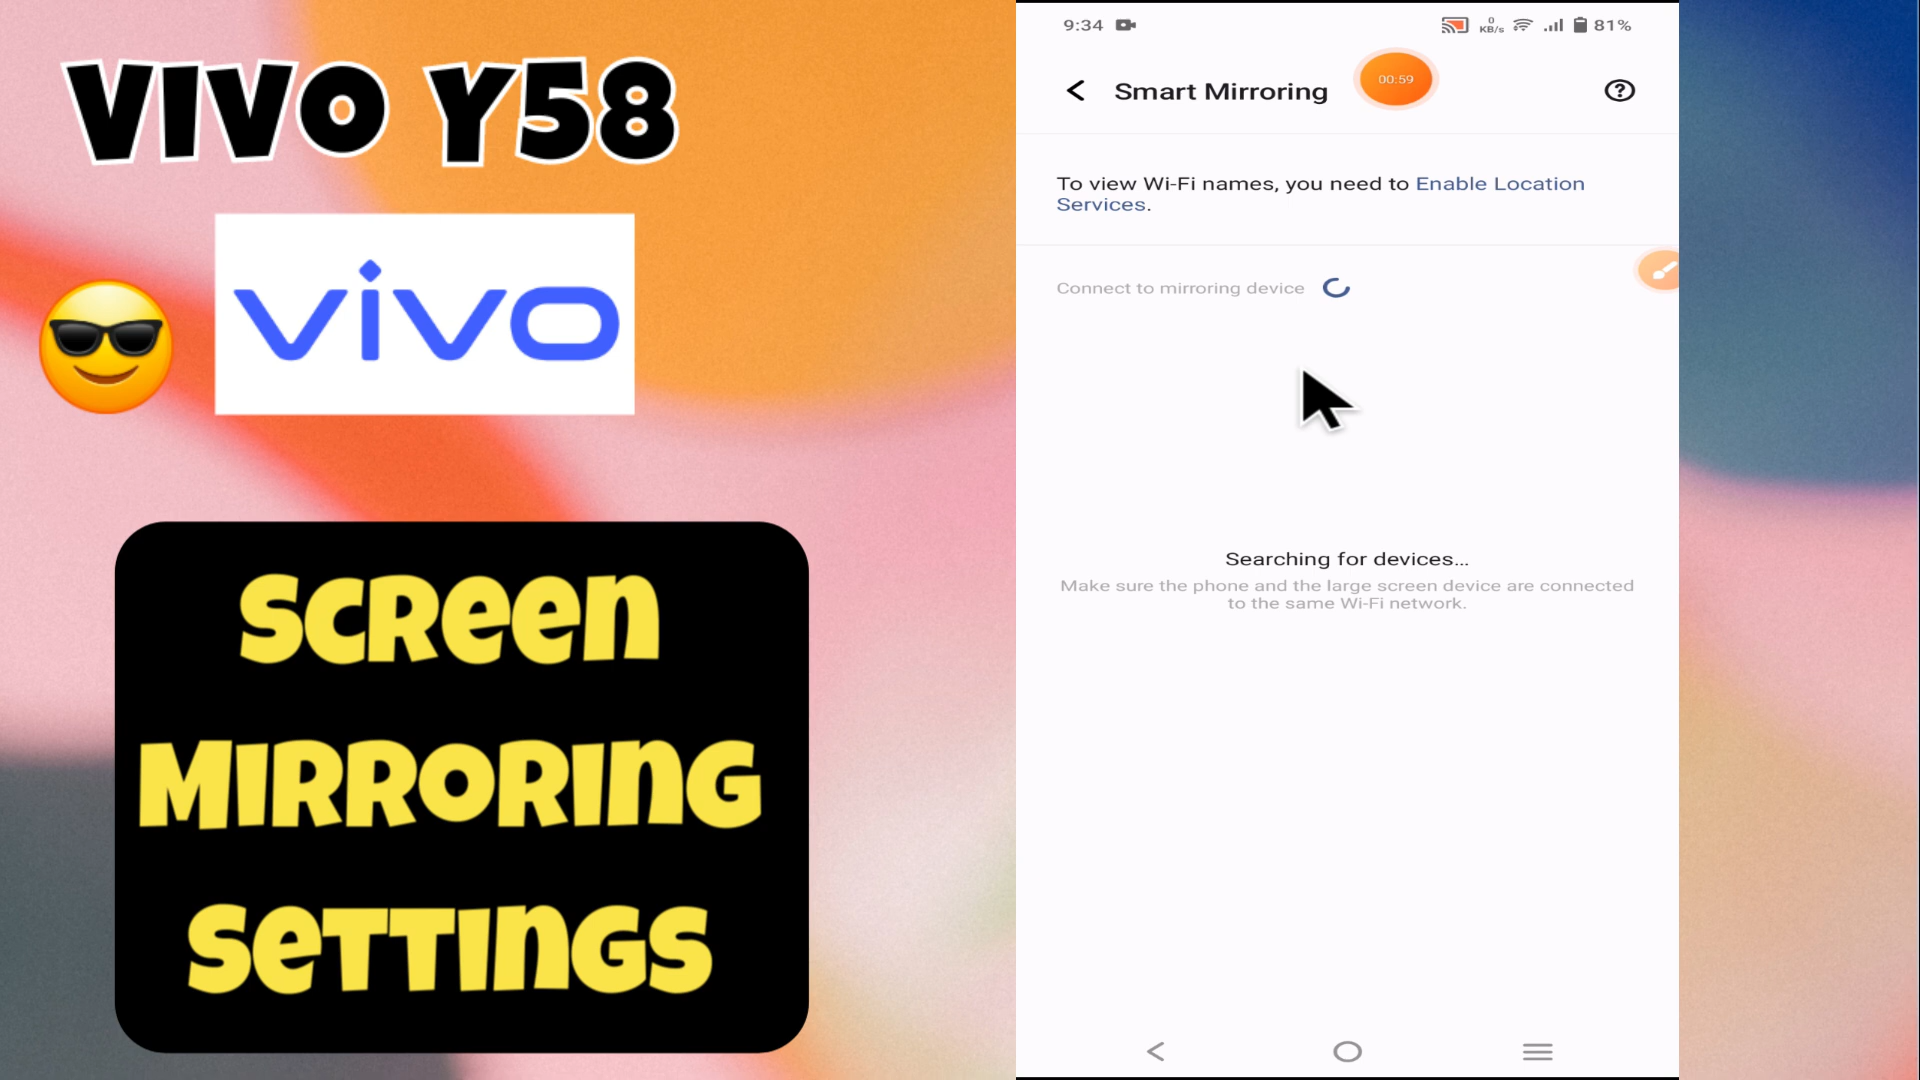 VIVO Y58
vivo
SCREEN
MIRRORING
SETTINGS
9:34
0
KB/s
81%
Smart Mirroring
00:59
To view Wi-Fi names, you need to Enable Location
Services.
Connect to mirroring device
Searching for devices...
Make sure the phone and the large screen device are connected
to the same Wi-Fi network.